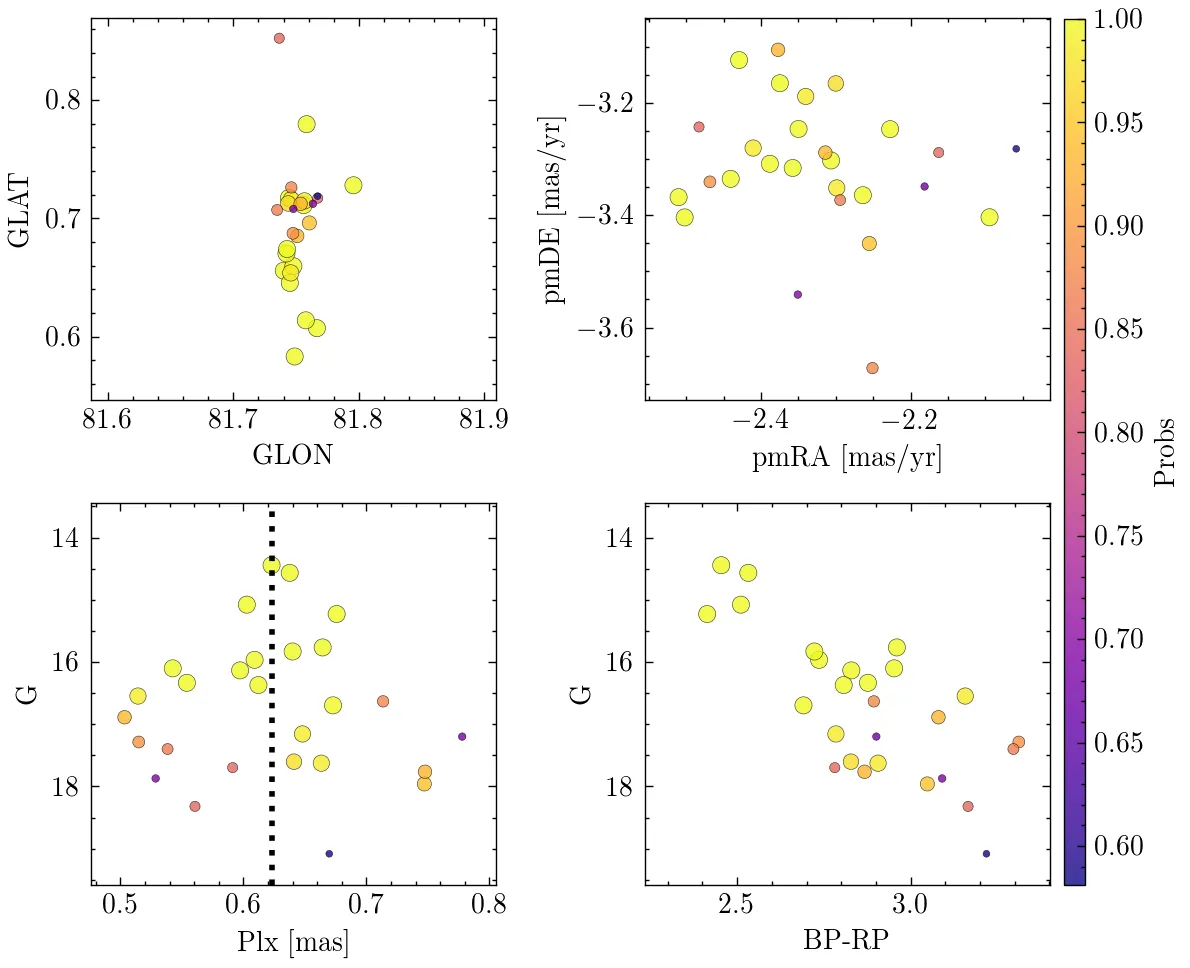 0.8
0.7
0.6
GLAT
81.6 81.7 81.8 81.9
GLON
−3.2
−3.4
−3.6
pmDE [mas/yr]
−2.4 −2.2
pmRA [mas/yr]
14
16
18
G
0.5 0.6 0.7 0.8
Plx [mas]
14
16
18
G
2.5 3.0
BP-RP
1.00
0.95
0.90
0.85
0.80
0.75
0.70
0.65
0.60
Probs